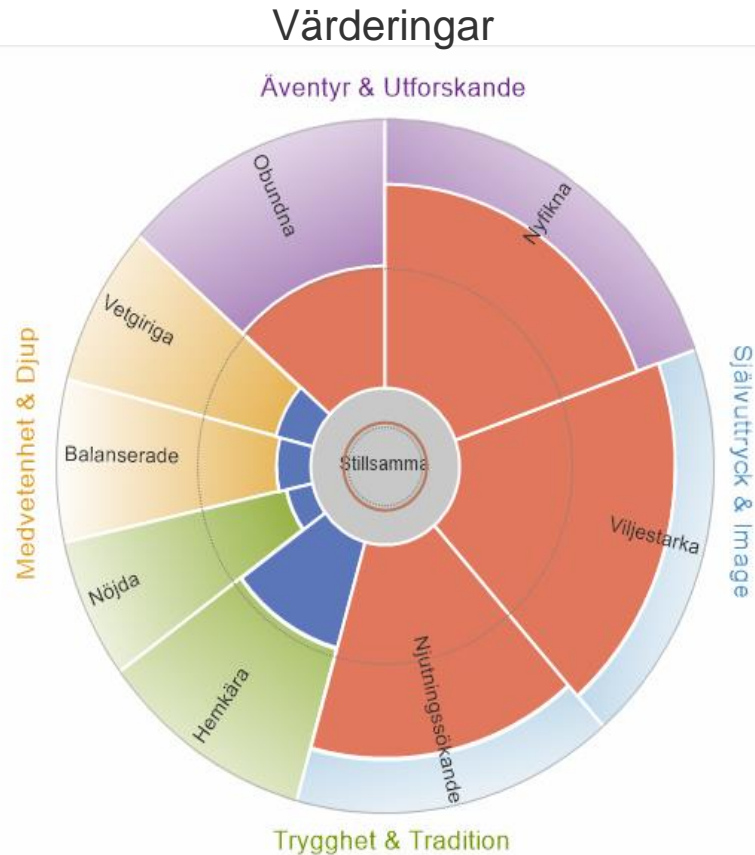 Värderingar
Äventyr & Utforskande
Obundna
Nyfikna
Vetgiriga
Medvetenhet & Djup
Självuttryck & Image
Balanserade
Stillsamma
Viljestarka
Nöjda
Hemkära
Njutningssökande
Trygghet & Tradition